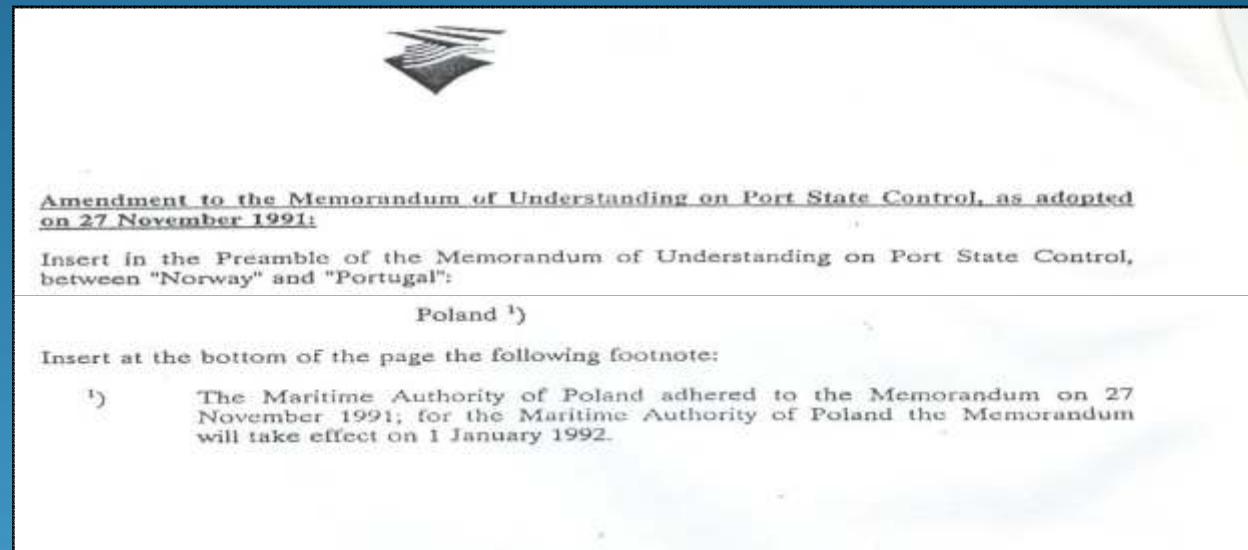 Amendment to the Memorandum of Understanding on Port State Control, as adopted
on 27 November 1991:
Insert in the Preamble of the Memorandum of Understanding on Port State Control,
between "Norway" and "Portugal":
Poland ¹)
Insert at the bottom of the page the following footnote:
¹) The Maritime Authority of Poland adhered to the Memorandum on 27
November 1991; for the Maritime Authority of Poland the Memorandum
will take effect on 1 January 1992.